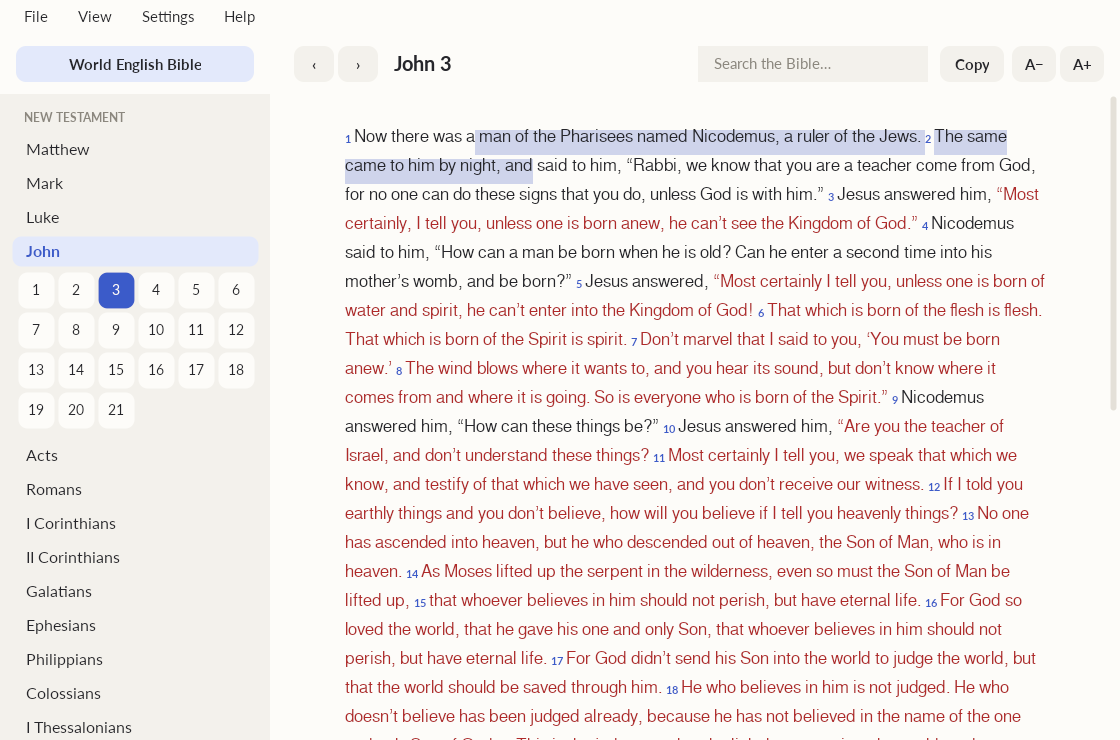 File View Settings Help
World English Bible
‹ › John 3 Search the Bible... Copy A− A+
NEW TESTAMENT
Matthew
Mark
Luke
John
1 2 3 4 5 6
7 8 9 10 11 12
13 14 15 16 17 18
19 20 21
Acts
Romans
I Corinthians
II Corinthians
Galatians
Ephesians
Philippians
Colossians
I Thessalonians
1 Now there was a man of the Pharisees named Nicodemus, a ruler of the Jews. 2 The same
came to him by night, and said to him, “Rabbi, we know that you are a teacher come from God,
for no one can do these signs that you do, unless God is with him.” 3 Jesus answered him, “Most
certainly, I tell you, unless one is born anew, he can’t see the Kingdom of God.” 4 Nicodemus
said to him, “How can a man be born when he is old? Can he enter a second time into his
mother’s womb, and be born?” 5 Jesus answered, “Most certainly I tell you, unless one is born of
water and spirit, he can’t enter into the Kingdom of God! 6 That which is born of the flesh is flesh.
That which is born of the Spirit is spirit. 7 Don’t marvel that I said to you, ‘You must be born
anew.’ 8 The wind blows where it wants to, and you hear its sound, but don’t know where it
comes from and where it is going. So is everyone who is born of the Spirit.” 9 Nicodemus
answered him, “How can these things be?” 10 Jesus answered him, “Are you the teacher of
Israel, and don’t understand these things? 11 Most certainly I tell you, we speak that which we
know, and testify of that which we have seen, and you don’t receive our witness. 12 If I told you
earthly things and you don’t believe, how will you believe if I tell you heavenly things? 13 No one
has ascended into heaven, but he who descended out of heaven, the Son of Man, who is in
heaven. 14 As Moses lifted up the serpent in the wilderness, even so must the Son of Man be
lifted up, 15 that whoever believes in him should not perish, but have eternal life. 16 For God so
loved the world, that he gave his one and only Son, that whoever believes in him should not
perish, but have eternal life. 17 For God didn’t send his Son into the world to judge the world, but
that the world should be saved through him. 18 He who believes in him is not judged. He who
doesn’t believe has been judged already, because he has not believed in the name of the one